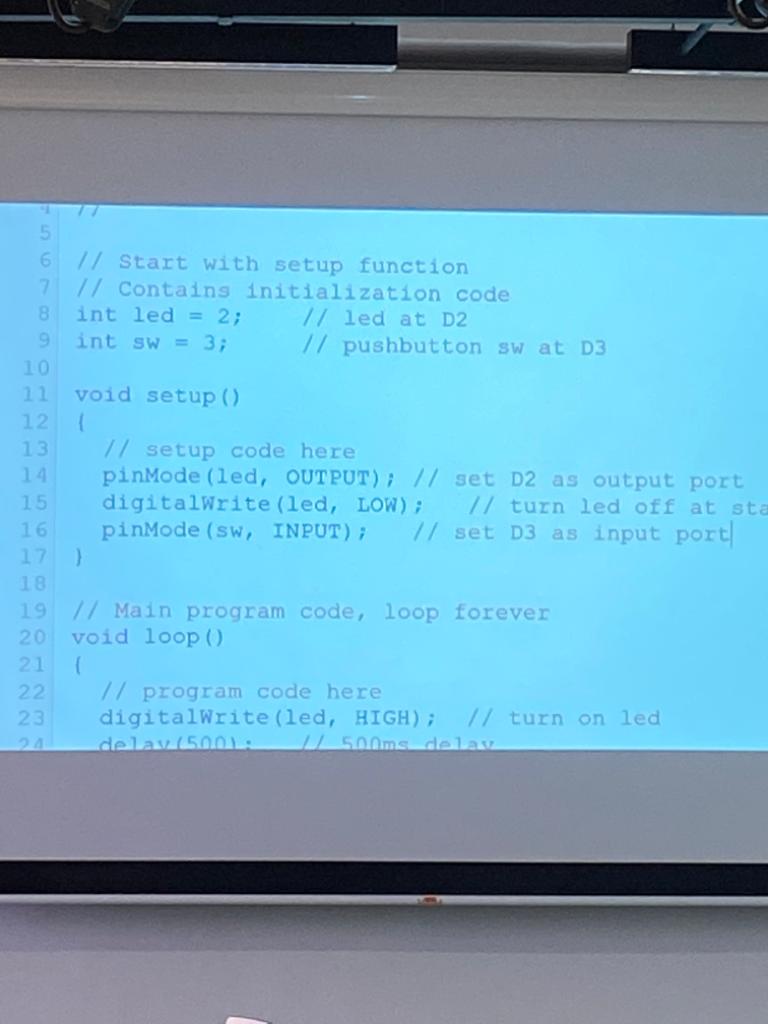 4 //
5
6 // Start with setup function
7 // Contains initialization code
8 int led = 2;     // led at D2
9 int sw = 3;      // pushbutton sw at D3
10
11 void setup()
12 {
13   // setup code here
14   pinMode(led, OUTPUT); // set D2 as output port
15   digitalWrite(led, LOW);   // turn led off at sta
16   pinMode(sw, INPUT);   // set D3 as input port
17 }
18
19 // Main program code, loop forever
20 void loop()
21 {
22   // program code here
23   digitalWrite(led, HIGH);  // turn on led
24   delay(500);    // 500ms delay